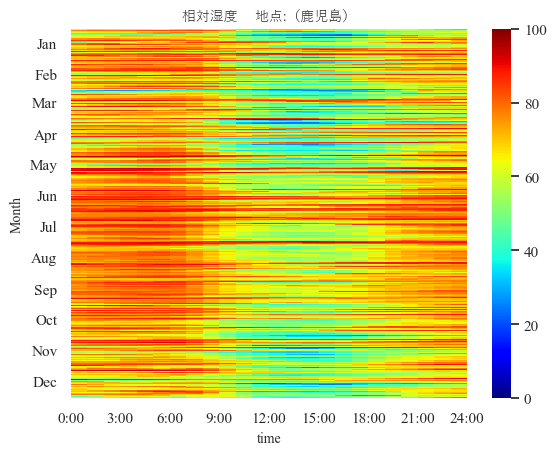 相対湿度 地点:（鹿児島）
Month
Jan
Feb
Mar
Apr
May
Jun
Jul
Aug
Sep
Oct
Nov
Dec
0:00 3:00 6:00 9:00 12:00 15:00 18:00 21:00 24:00
time
100
80
60
40
20
0